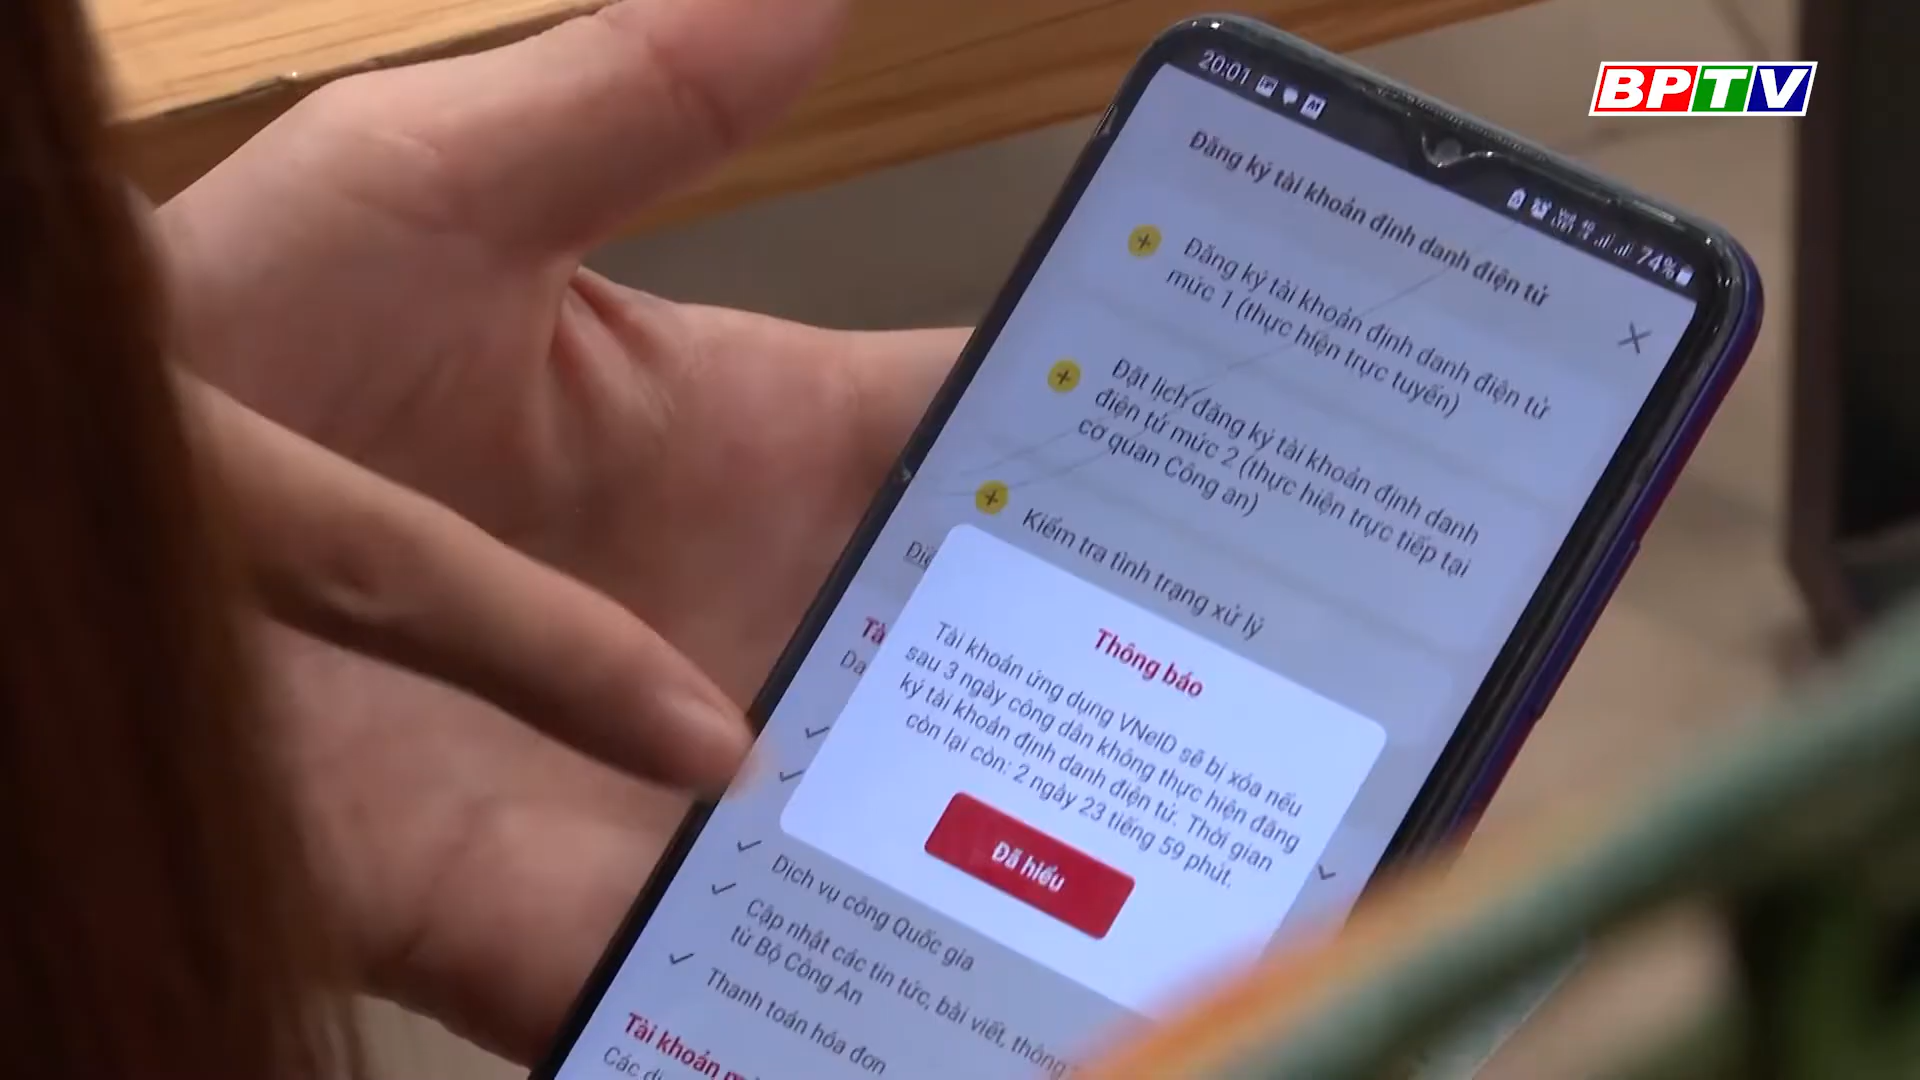 BPTV
20:01
74%
Đăng ký tài khoản định danh điện tử
Đăng ký tài khoản định danh điện tử
mức 1 (thực hiện trực tuyến)
Đặt lịch đăng ký tài khoản định danh
điện tử mức 2 (thực hiện trực tiếp tại
cơ quan Công an)
Kiểm tra tình trạng xử lý
Thông báo
Tài khoản ứng dụng VNeID sẽ bị xóa nếu
sau 3 ngày công dân không thực hiện đăng
ký tài khoản định danh điện tử. Thời gian
còn lại còn: 2 ngày 23 tiếng 59 phút.
Đã hiểu
Dịch vụ công Quốc gia
Cập nhật các tin tức, bài viết, thông
từ Bộ Công An
Thanh toán hóa đơn
Tài khoản
Các